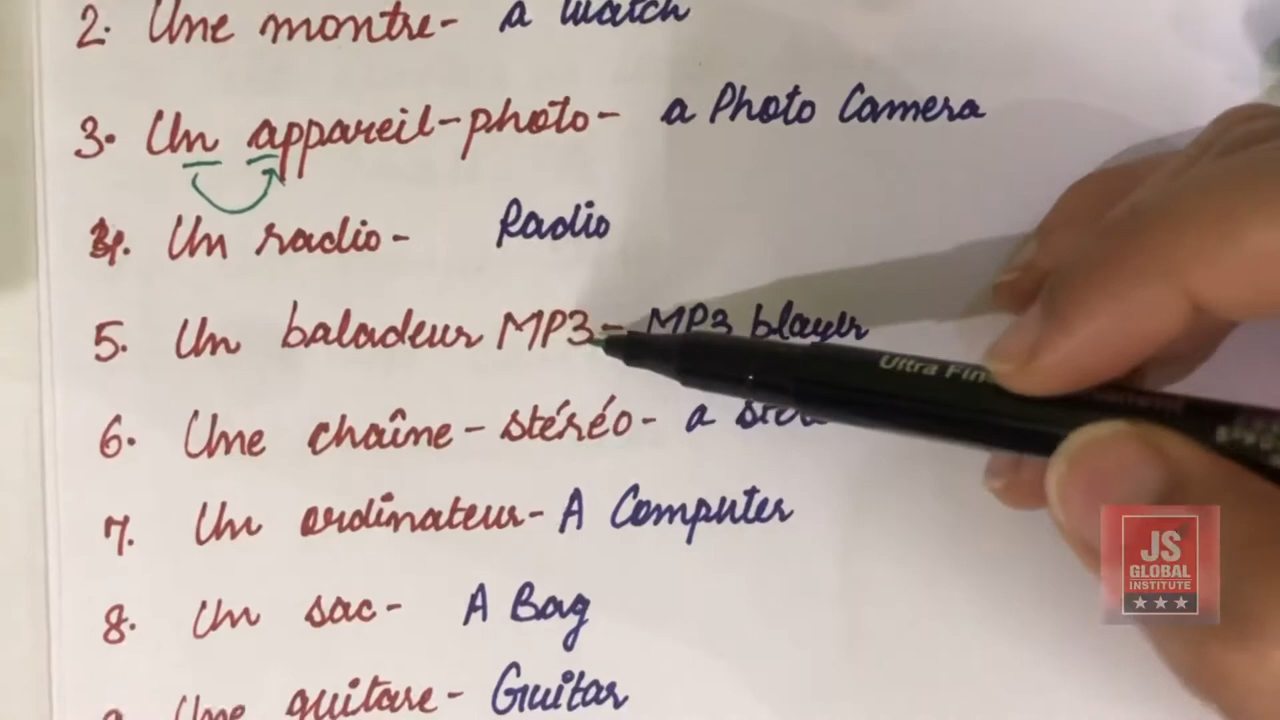 2. Une montre- a watch
3. Un appareil-photo- a Photo Camera
4. Un radio- Radio
5. Un baladeur MP3- MP3 player
6. Une chaîne-stéréo- a
7. Un ordinateur- A Computer
8. Un sac- A Bag
Une guitare- Guitar
Ultra Fin
JS
GLOBAL
INSTITUTE